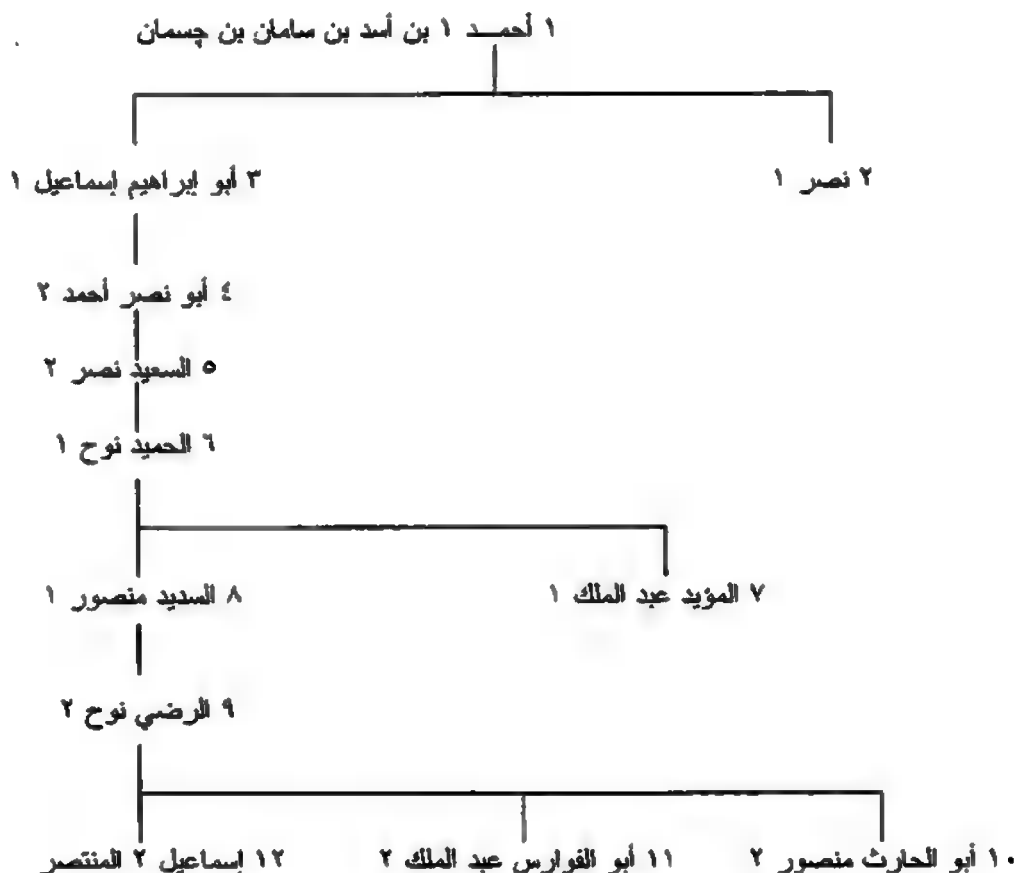 ١ أحمد ١ بن أسد بن سامان بن چسمان
٢ نصر ١
٣ أبو إبراهيم إسماعيل ١
٤ أبو نصر أحمد ٢
٥ السعيد نصر ٢
٦ الحميد نوح ١
٧ المؤيد عبد الملك ١
٨ السديد منصور ١
٩ الرضي نوح ٢
١٠ أبو الحارث منصور ٢
١١ أبو الفوارس عبد الملك ٢
١٢ إسماعيل ٢ المنتصر